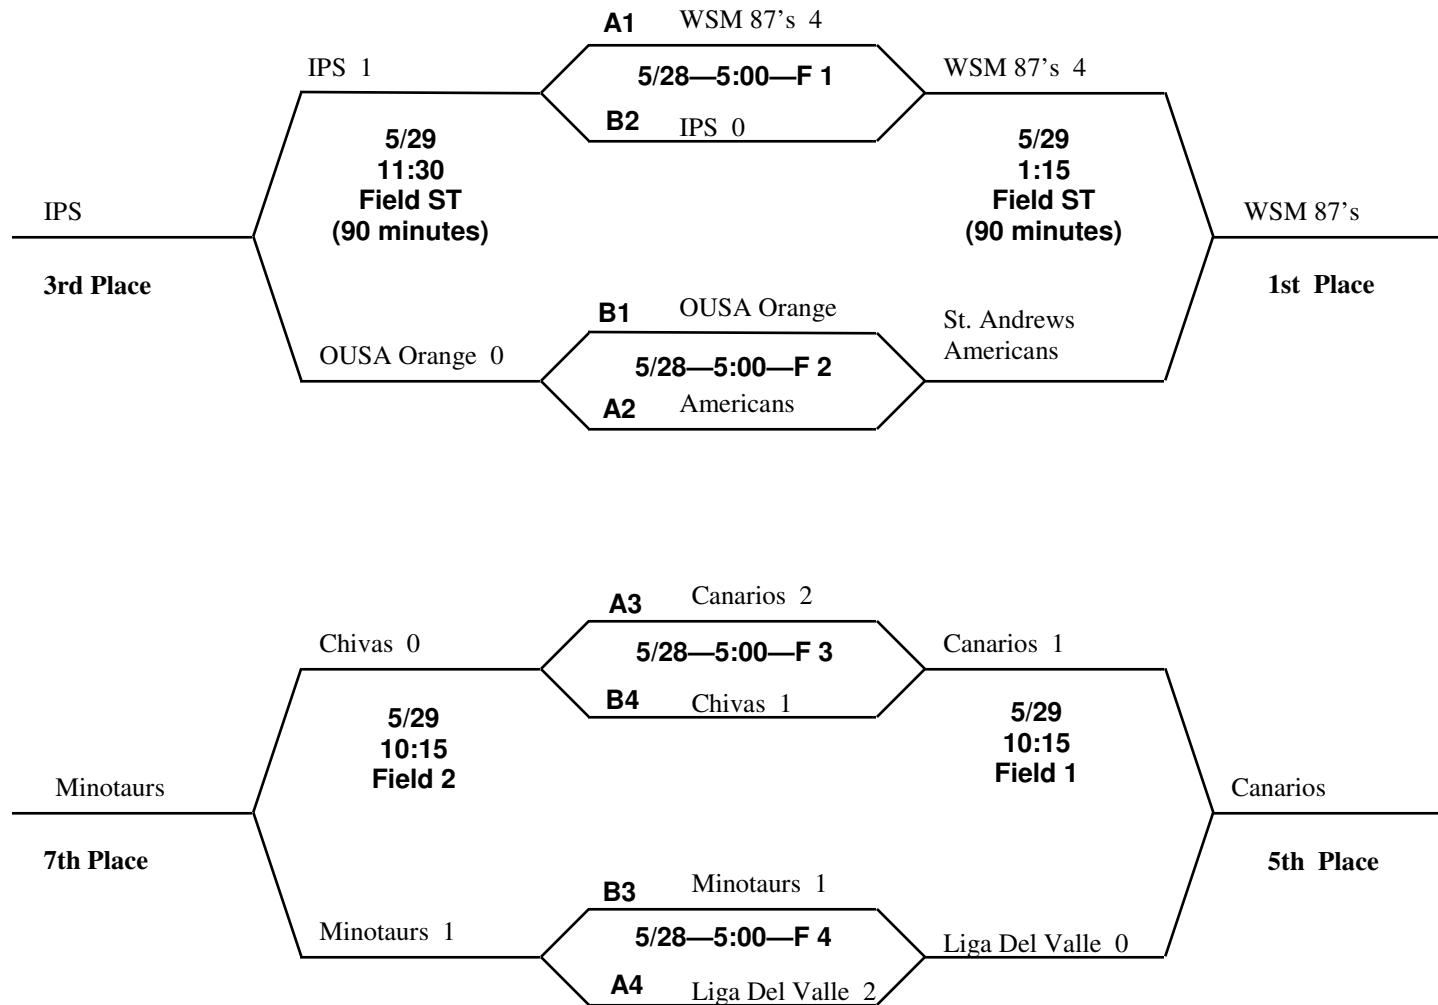 A1 WSM 87's 4
IPS 1
5/28—5:00—F 1
WSM 87's 4
B2 IPS 0
5/29
11:30
Field ST
(90 minutes)
5/29
1:15
Field ST
(90 minutes)
IPS
WSM 87's
3rd Place
1st Place
B1 OUSA Orange
St. Andrews
Americans
OUSA Orange 0
5/28—5:00—F 2
A2 Americans
A3 Canarios 2
Chivas 0
5/28—5:00—F 3
Canarios 1
B4 Chivas 1
5/29
10:15
Field 2
5/29
10:15
Field 1
Minotaurs
Canarios
7th Place
5th Place
B3 Minotaurs 1
Minotaurs 1
5/28—5:00—F 4
Liga Del Valle 0
A4 Liga Del Valle 2